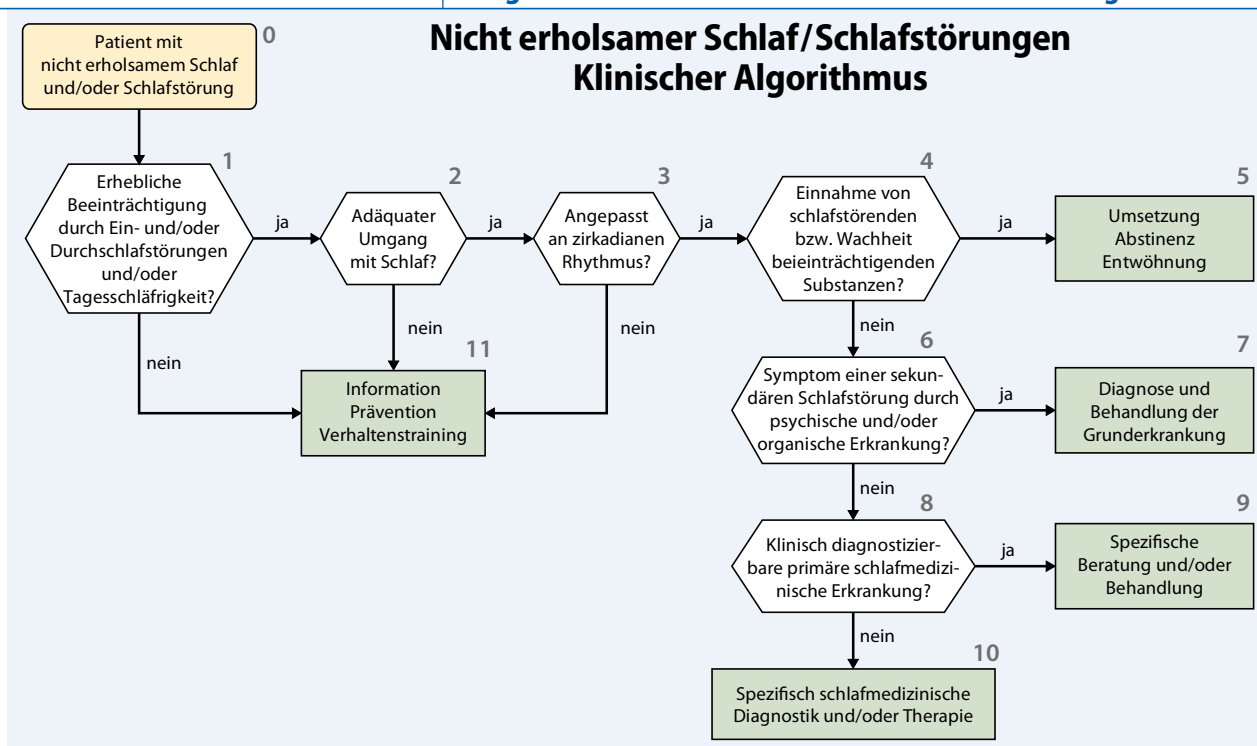 Nicht erholsamer Schlaf/Schlafstörungen
Klinischer Algorithmus
0
Patient mit
nicht erholsamem Schlaf
und/oder Schlafstörung
1
Erhebliche
Beeinträchtigung
durch Ein- und/oder
Durchschlafstörungen
und/oder
Tagesschläfrigkeit?
ja
nein
2
Adäquater
Umgang
mit Schlaf?
ja
nein
3
Angepasst
an zirkadianen
Rhythmus?
ja
nein
4
Einnahme von
schlafstörenden
bzw. Wachheit
beieinträchtigenden
Substanzen?
ja
nein
5
Umsetzung
Abstinenz
Entwöhnung
11
Information
Prävention
Verhaltenstraining
6
Symptom einer sekun-
dären Schlafstörung durch
psychische und/oder
organische Erkrankung?
ja
nein
7
Diagnose und
Behandlung der
Grunderkrankung
8
Klinisch diagnostizier-
bare primäre schlafmedizi-
nische Erkrankung?
ja
nein
9
Spezifische
Beratung und/oder
Behandlung
10
Spezifisch schlafmedizinische
Diagnostik und/oder Therapie